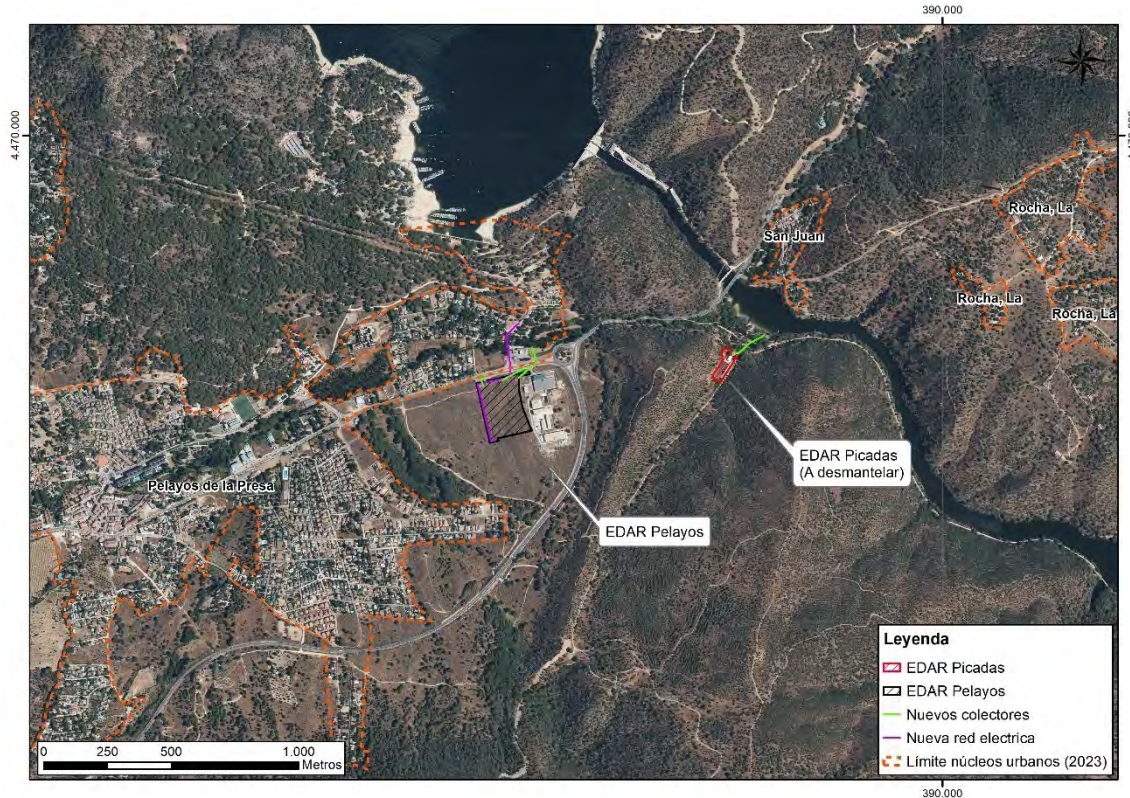 390.000
4.470.000
Rocha, La
San Juan
Rocha, La
Rocha, La
EDAR Picadas
(A desmantelar)
Pelayos de la Presa
EDAR Pelayos
Leyenda
EDAR Picadas
EDAR Pelayos
Nuevos colectores
Nueva red electrica
Límite núcleos urbanos (2023)
0 250 500 1.000
Metros
390.000